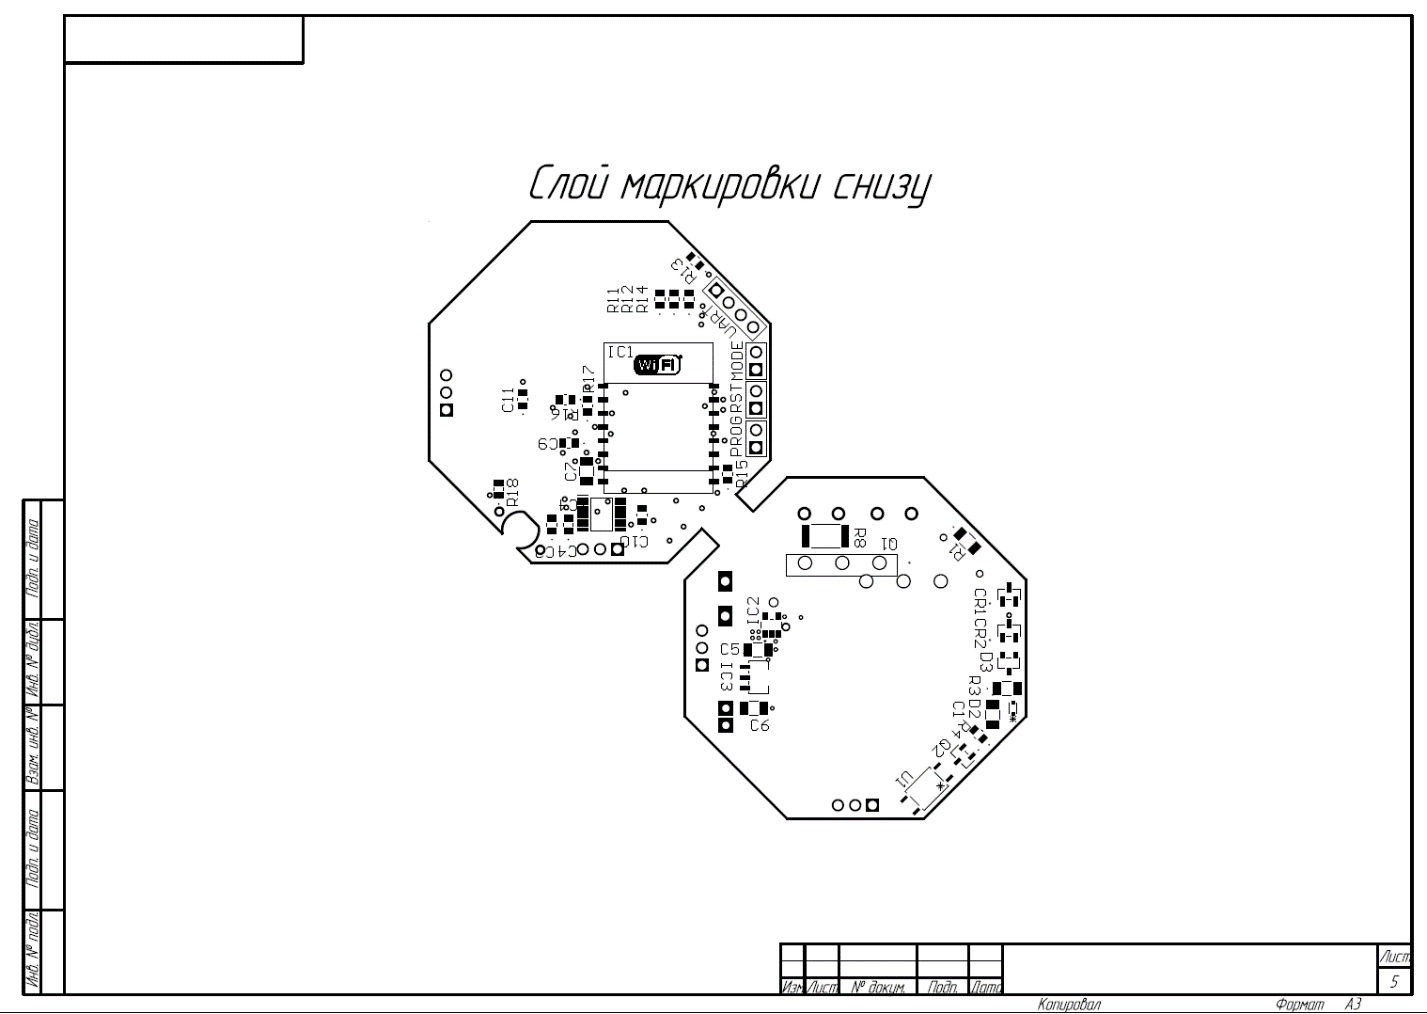 Слой маркировки снизу
R13
R11
R12
R14
UART
IC1
WiFi
MODE
RST
PROG
R17
C11
R16
C9
C7
R15
R18
C10
C4
R8
Q1
R1
IC2
CR1
CR2
C5
IC3
D3
R3
D2
C1
R4
C6
Q2
U1
Подп. и дата
Инв. № дубл.
Взам. инв. №
Подп. и дата
Инв. № подл.
Изм Лист № докум. Подп. Дата
Лист
5
Копировал Формат А3